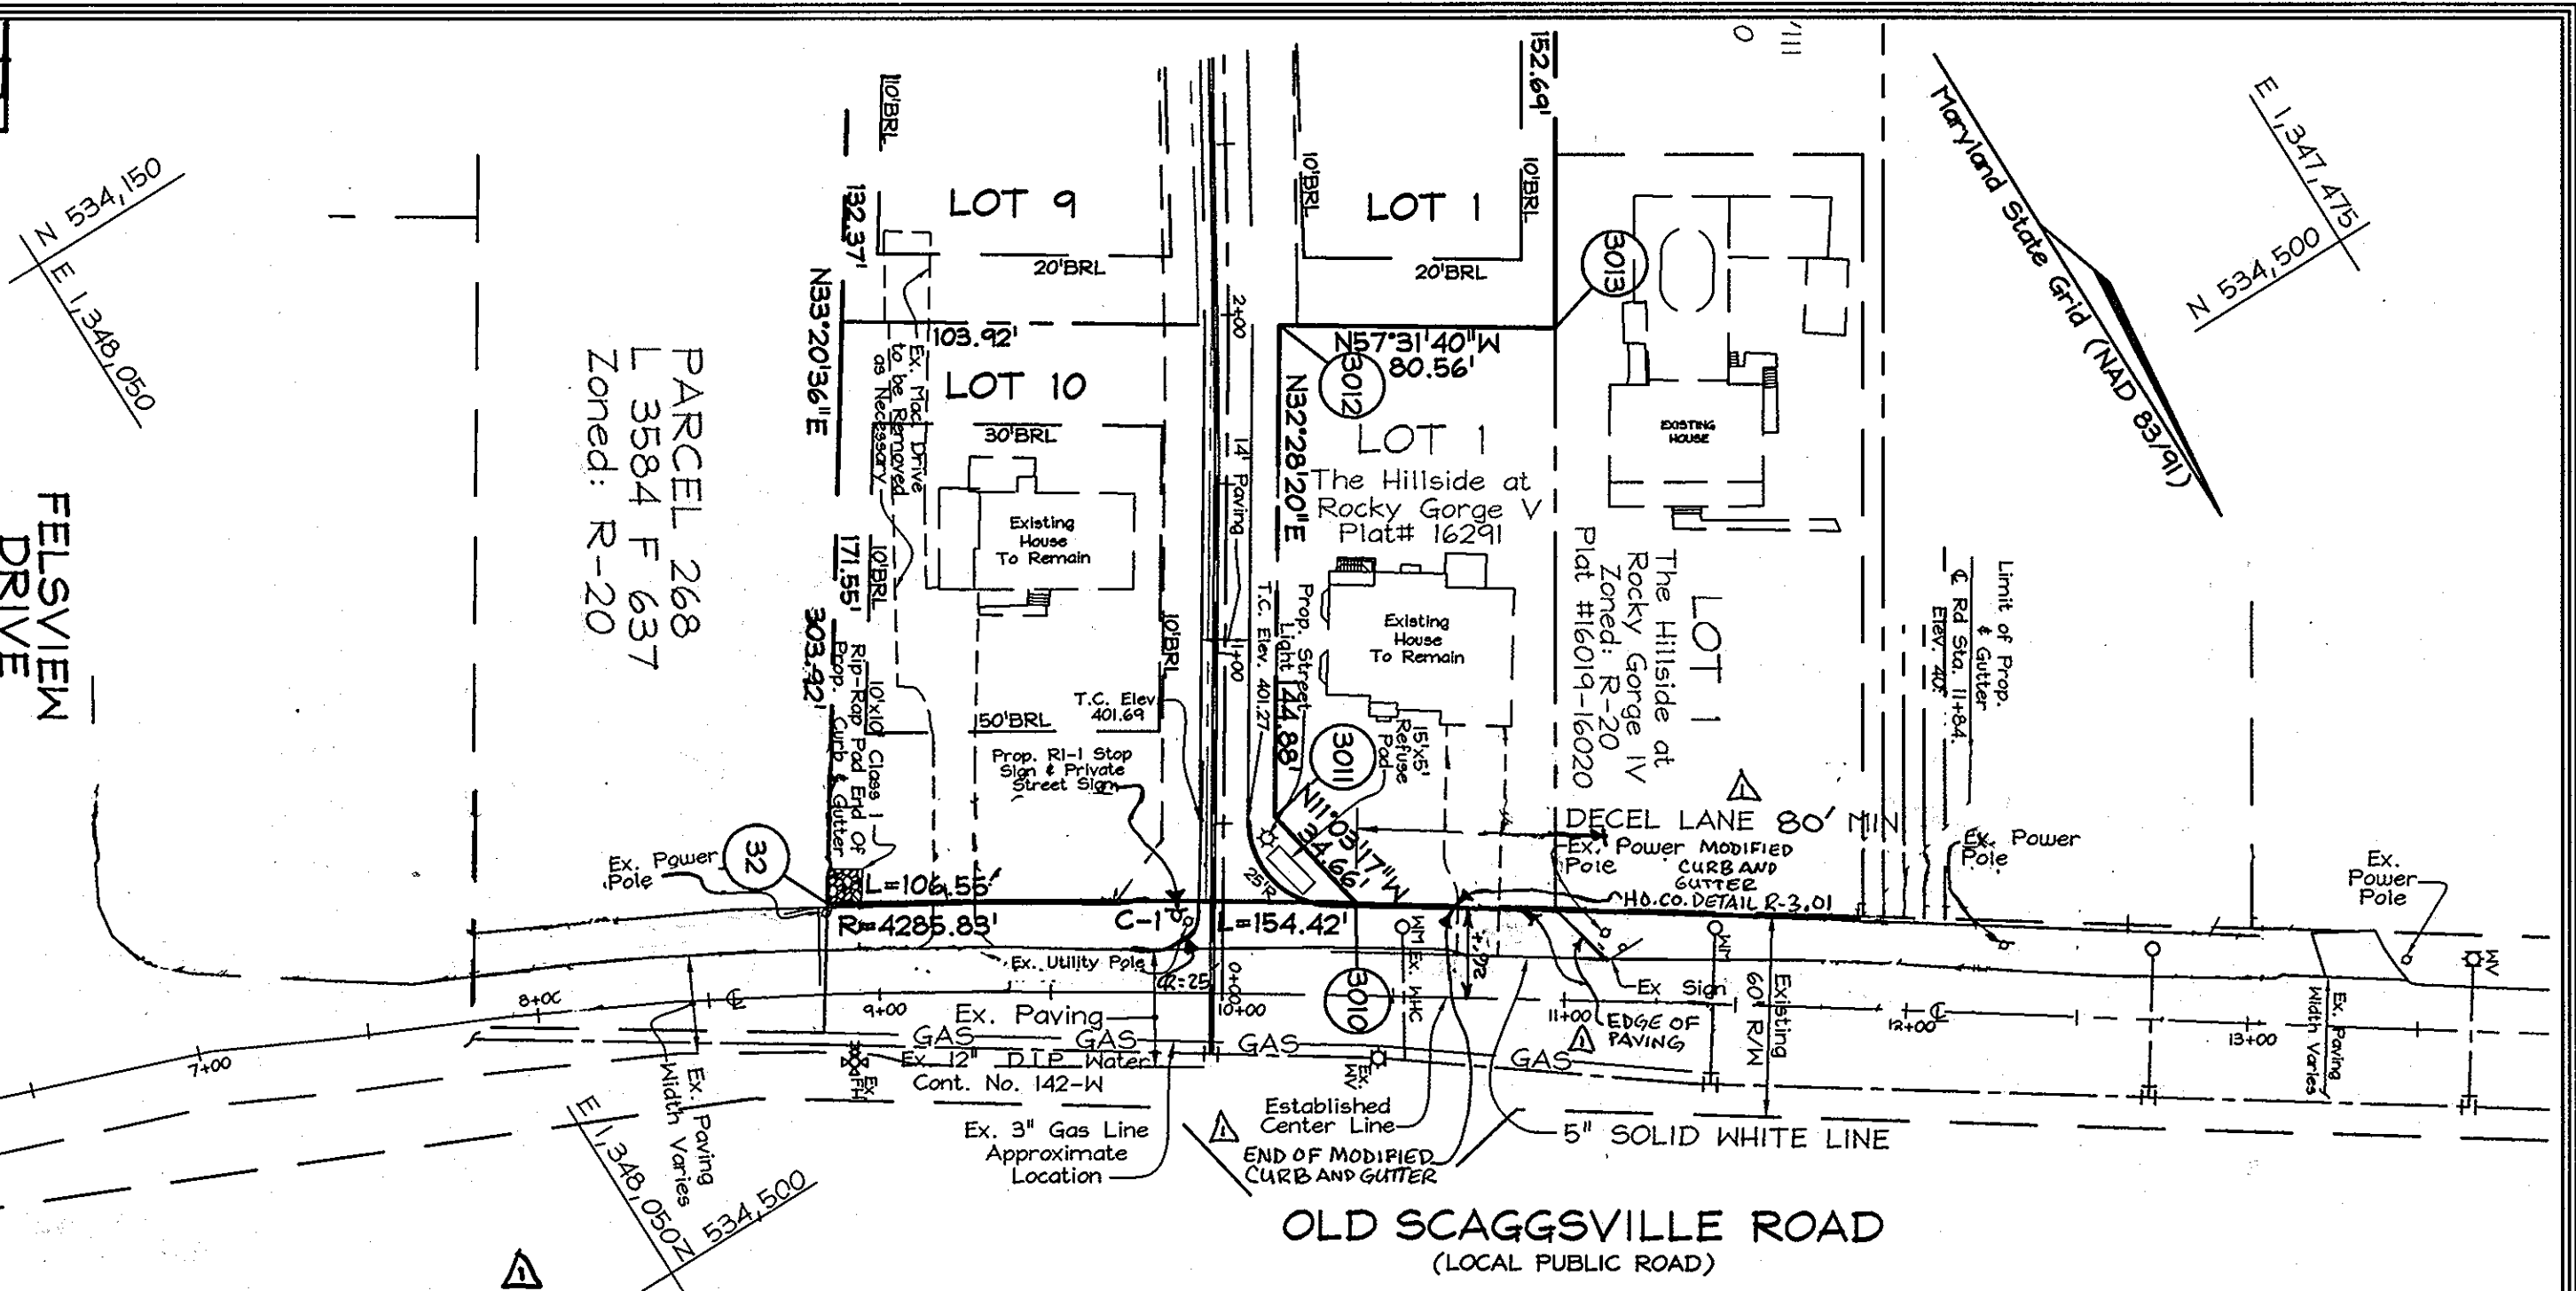 N 534,150
E 1,348,050
FELSVIEW
DRIVE
PARCEL 268
L 3584 F 637
Zoned: R-20
10'BRL
132.37'
N33°20'36"E
171.55'
303.92'
LOT 9
20'BRL
103.92'
Ex. Mac. Drive
to be Removed
as Necessary
LOT 10
30'BRL
Existing
House
To Remain
10'BRL
10'BRL
50'BRL
T.C. Elev
401.69
Prop. R1-1 Stop
Sign & Private
Street Sign
10'x10' Class 1
Rip-Rap Pad End Of
Prop. Curb & Gutter
32
Ex. Power
Pole
L=106.55'
R=4285.83'
C-1
L=154.42'
Ex. Utility Pole
R=25'
2+00
14' Paving
1+00
0+00
10'BRL
LOT 1
10'BRL
20'BRL
152.69'
3013
N57°31'40"W
80.56'
3012
N32°28'20"E
144.88'
LOT 1
The Hillside at
Rocky Gorge V
Plat# 16291
Existing
House
To Remain
Prop. Street
Light
T.C. Elev. 401.27
15'x5'
Refuse
Pad
3011
N11°03'17"W
34.66'
25'R
EXISTING
HOUSE
LOT 1
The Hillside at
Rocky Gorge IV
Zoned: R-20
Plat #16019-16020
Maryland State Grid (NAD 83/91)
E 1,347,475
N 534,500
Limit of Prop.
& Gutter
℄ Rd Sta. 11+84.
Elev. 40
1
DECEL LANE 80' MIN
Ex. Power
Pole
MODIFIED
CURB AND
GUTTER
HO.CO.DETAIL R-3.01
Ex. Power
Pole
Ex.
Power
Pole
WM
Ex. WHC
3010
Ex Sign
WM
WV
Existing
60' R/W
EDGE OF
PAVING
1
7+00
8+00
℄
9+00
10+00
11+00
12+00
℄
13+00
Ex. Paving
Width Varies
Ex. Paving
GAS
GAS
GAS
GAS
Ex. 12" D.I.P. Water
Cont. No. 142-W
Ex
FH
Ex.
WV
Ex. Paving
Width Varies
Ex. 3" Gas Line
Approximate
Location
Established
Center Line
1
END OF MODIFIED
CURB AND GUTTER
5" SOLID WHITE LINE
E 1,348,050
N 534,500
1
OLD SCAGGSVILLE ROAD
(LOCAL PUBLIC ROAD)